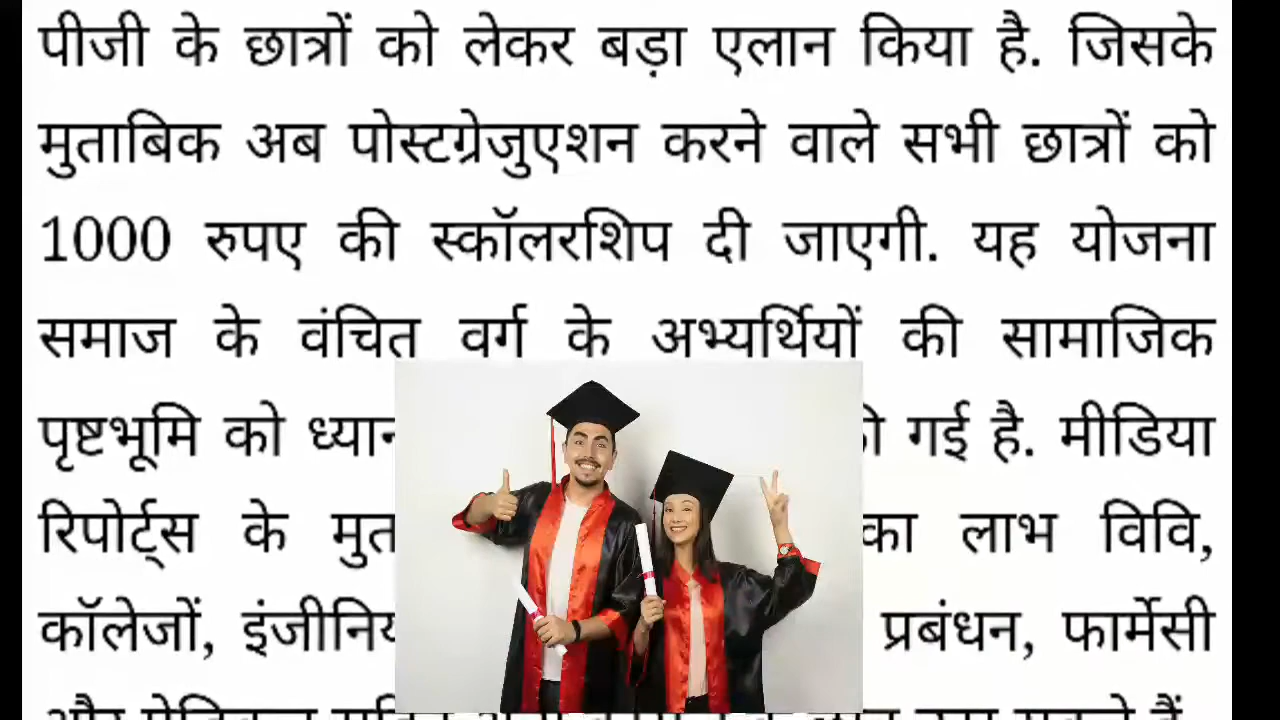 पीजी के छात्रों को लेकर बड़ा एलान किया है. जिसके
मुताबिक अब पोस्टग्रेजुएशन करने वाले सभी छात्रों को
1000 रुपए की स्कॉलरशिप दी जाएगी. यह योजना
समाज के वंचित वर्ग के अभ्यर्थियों की सामाजिक
पृष्टभूमि को गई है. मीडिया
रिपोर्ट्स के का लाभ विवि,
कॉलेजों, प्रबंधन, फार्मेसी